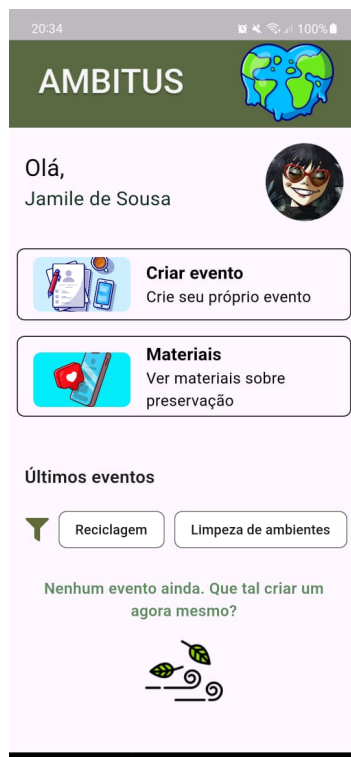 20:34
100%
AMBITUS
Olá,
Jamile de Sousa
Criar evento
Crie seu próprio evento
Materiais
Ver materiais sobre
preservação
Últimos eventos
Reciclagem
Limpeza de ambientes
Nenhum evento ainda. Que tal criar um
agora mesmo?